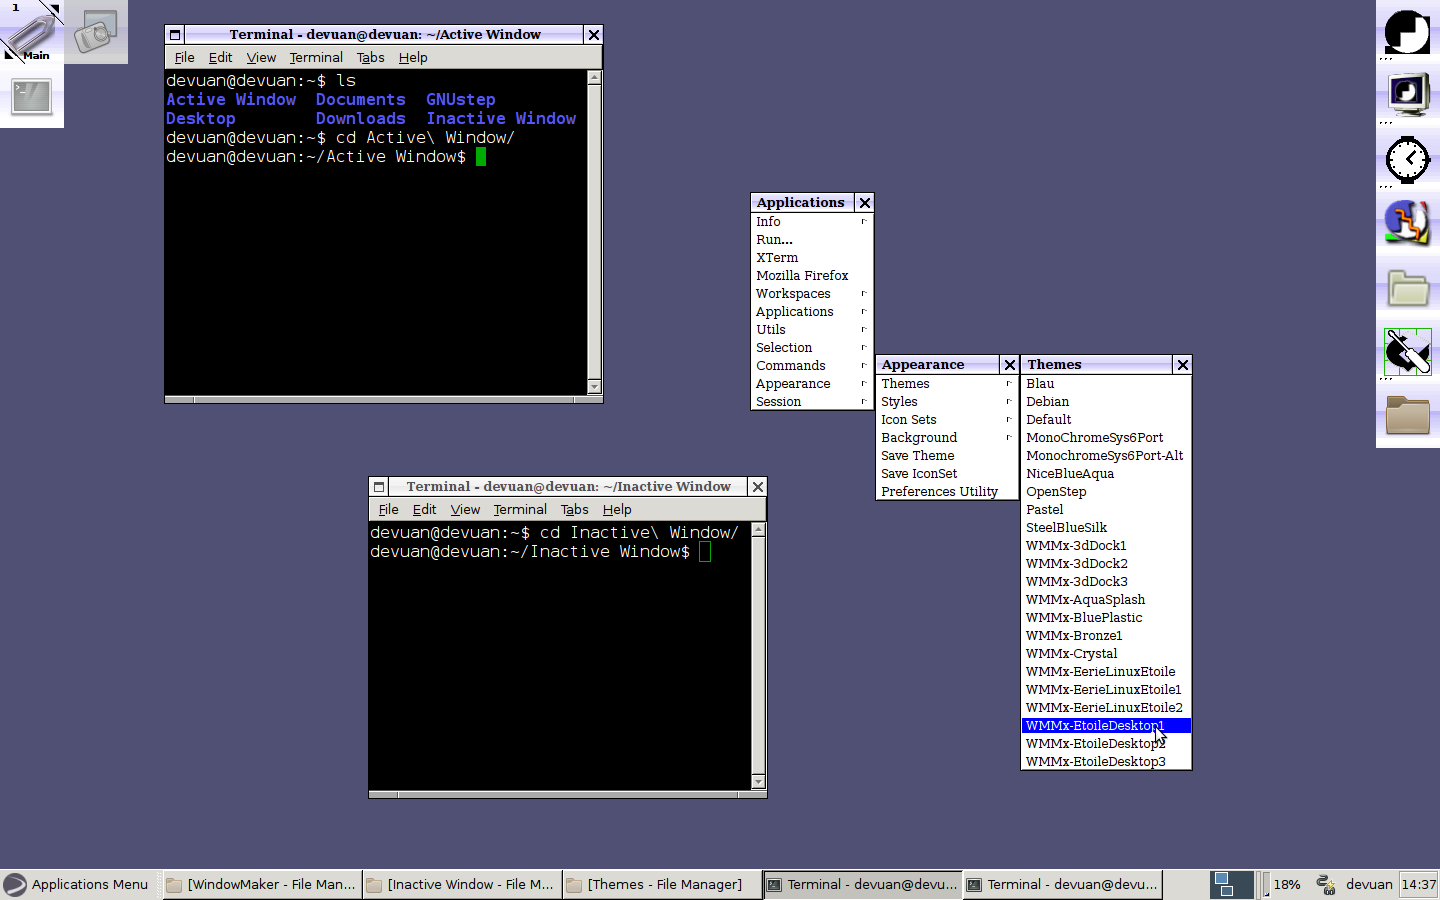 1
Main
Terminal - devuan@devuan: ~/Active Window
File Edit View Terminal Tabs Help
devuan@devuan:~$ ls
Active Window Documents GNUstep
Desktop Downloads Inactive Window
devuan@devuan:~$ cd Active\ Window/
devuan@devuan:~/Active Window$
Applications
Info
Run...
XTerm
Mozilla Firefox
Workspaces
Applications
Utils
Selection
Commands
Appearance
Session
Appearance
Themes
Styles
Icon Sets
Background
Save Theme
Save IconSet
Preferences Utility
Themes
Blau
Debian
Default
MonoChromeSys6Port
MonochromeSys6Port-Alt
NiceBlueAqua
OpenStep
Pastel
SteelBlueSilk
WMMx-3dDock1
WMMx-3dDock2
WMMx-3dDock3
WMMx-AquaSplash
WMMx-BluePlastic
WMMx-Bronze1
WMMx-Crystal
WMMx-EerieLinuxEtoile
WMMx-EerieLinuxEtoile1
WMMx-EerieLinuxEtoile2
WMMx-EtoileDesktop1
WMMx-EtoileDesktop2
WMMx-EtoileDesktop3
Terminal - devuan@devuan: ~/Inactive Window
File Edit View Terminal Tabs Help
devuan@devuan:~$ cd Inactive\ Window/
devuan@devuan:~/Inactive Window$
Applications Menu [WindowMaker - File Man... [Inactive Window - File M... [Themes - File Manager] Terminal - devuan@devu... Terminal - devuan@devu... 18% devuan 14:37